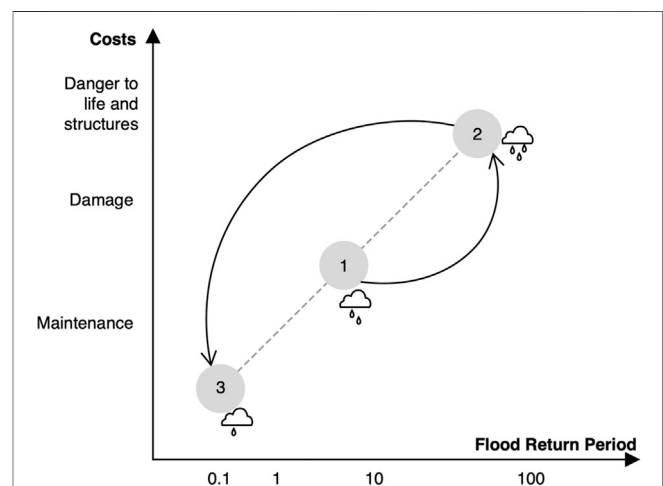 Costs
Danger to
life and
structures
2
Damage
1
Maintenance
3
Flood Return Period
0.1 1 10 100